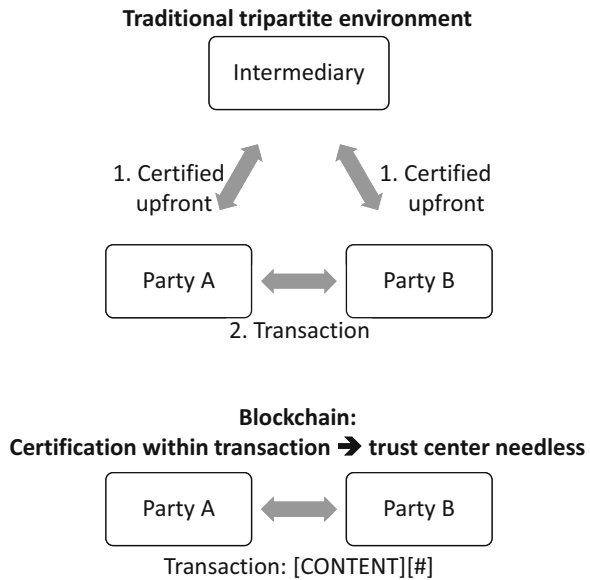 Traditional tripartite environment
Intermediary
1. Certified
upfront
1. Certified
upfront
Party A
Party B
2. Transaction
Blockchain:
Certification within transaction ➔ trust center needless
Party A
Party B
Transaction: [CONTENT][#]